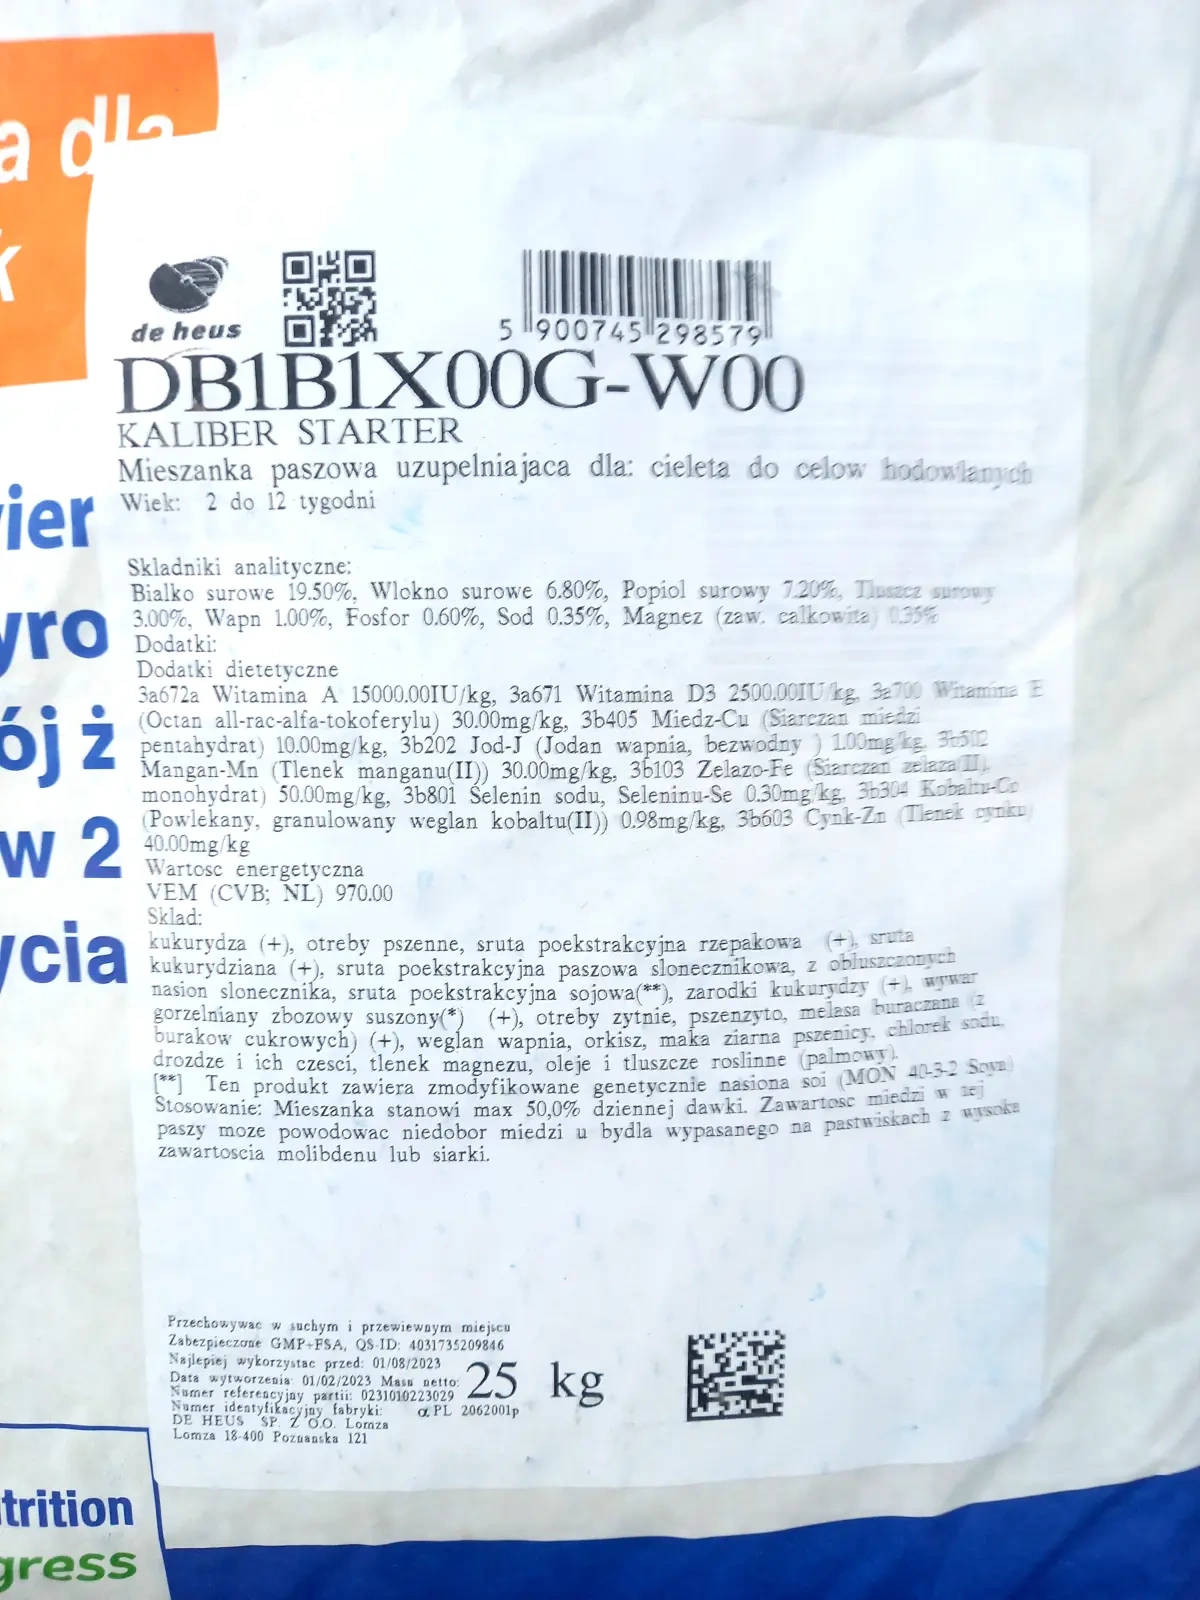 a dla
k
de heus
5 900745 298579
DB1B1X00G-W00
KALIBER STARTER
Mieszanka paszowa uzupelniajaca dla: cieleta do celow hodowlanych
Wiek: 2 do 12 tygodni
Skladniki analityczne:
Bialko surowe 19.50%, Wlokno surowe 6.80%, Popiol surowy 7.20%, Tluszcz surowy
3.00%, Wapn 1.00%, Fosfor 0.60%, Sod 0.35%, Magnez (zaw. calkowita) 0.35%
Dodatki:
Dodatki dietetyczne
3a672a Witamina A 15000.00IU/kg, 3a671 Witamina D3 2500.00IU/kg, 3a700 Witamina E
(Octan all-rac-alfa-tokoferylu) 30.00mg/kg, 3b405 Miedz-Cu (Siarczan miedzi
pentahydrat) 10.00mg/kg, 3b202 Jod-J (Jodan wapnia, bezwodny ) 1.00mg/kg, 3b502
Mangan-Mn (Tlenek manganu(II)) 30.00mg/kg, 3b103 Zelazo-Fe (Siarczan zelaza(II),
monohydrat) 50.00mg/kg, 3b801 Selenin sodu, Seleninu-Se 0.30mg/kg, 3b304 Kobaltu-Co
(Powlekany, granulowany weglan kobaltu(II)) 0.98mg/kg, 3b603 Cynk-Zn (Tlenek cynku)
40.00mg/kg
Wartosc energetyczna
VEM (CVB; NL) 970.00
Sklad:
kukurydza (+), otreby pszenne, sruta poekstrakcyjna rzepakowa (+), sruta
kukurydziana (+), sruta poekstrakcyjna paszowa slonecznikowa, z obluszczonych
nasion slonecznika, sruta poekstrakcyjna sojowa(**), zarodki kukurydzy (+), wywar
gorzelniany zbozowy suszony(*) (+), otreby zytnie, pszenzyto, melasa buraczana (z
burakow cukrowych) (+), weglan wapnia, orkisz, maka ziarna pszenicy, chlorek sodu,
drozdze i ich czesci, tlenek magnezu, oleje i tluszcze roslinne (palmowy).
[**] Ten produkt zawiera zmodyfikowane genetycznie nasiona soi (MON 40-3-2 Soya)
Stosowanie: Mieszanka stanowi max 50,0% dziennej dawki. Zawartosc miedzi w tej
paszy moze powodowac niedobor miedzi u bydla wypasanego na pastwiskach z wysoka
zawartoscia molibdenu lub siarki.
Przechowywac w suchym i przewiewnym miejscu
Zabezpieczone GMP+FSA, QS-ID: 4031735209846
Najlepiej wykorzystac przed: 01/08/2023
Data wytworzenia: 01/02/2023 Masa netto: 25 kg
Numer referencyjny partii: 0231010223029
Numer identyfikacyjny fabryki: αPL 2062001p
DE HEUS SP. Z O.O. Lomza
Lomza 18-400 Poznanska 121
ier
yro
ój ż
w 2
ycia
trition
gress